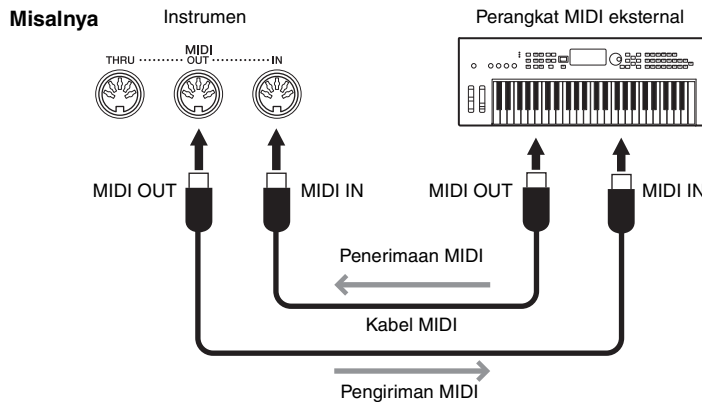 Misalnya
Instrumen
Perangkat MIDI eksternal
MIDI
THRU OUT IN
MIDI OUT
MIDI IN
MIDI OUT
MIDI IN
Penerimaan MIDI
Kabel MIDI
Pengiriman MIDI